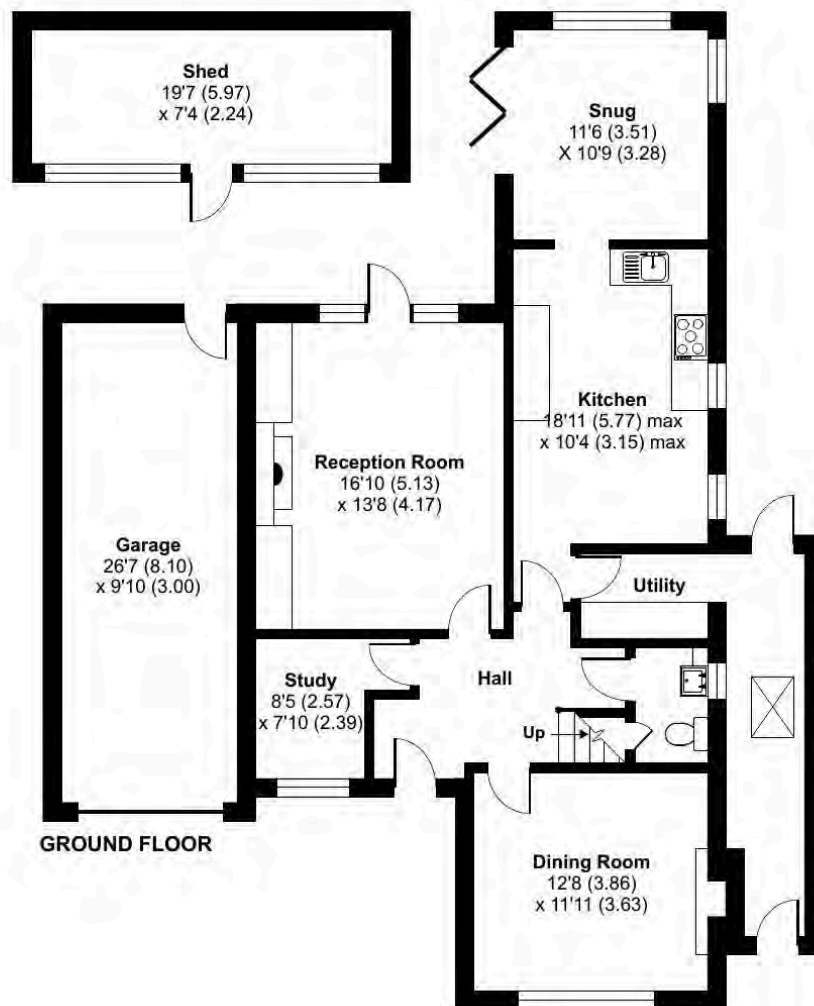 Shed
19'7 (5.97)
x 7'4 (2.24)
Snug
11'6 (3.51)
X 10'9 (3.28)
Kitchen
18'11 (5.77) max
x 10'4 (3.15) max
Reception Room
16'10 (5.13)
x 13'8 (4.17)
Garage
26'7 (8.10)
x 9'10 (3.00)
Utility
Study
8'5 (2.57)
x 7'10 (2.39)
Hall
Up
GROUND FLOOR
Dining Room
12'8 (3.86)
x 11'11 (3.63)